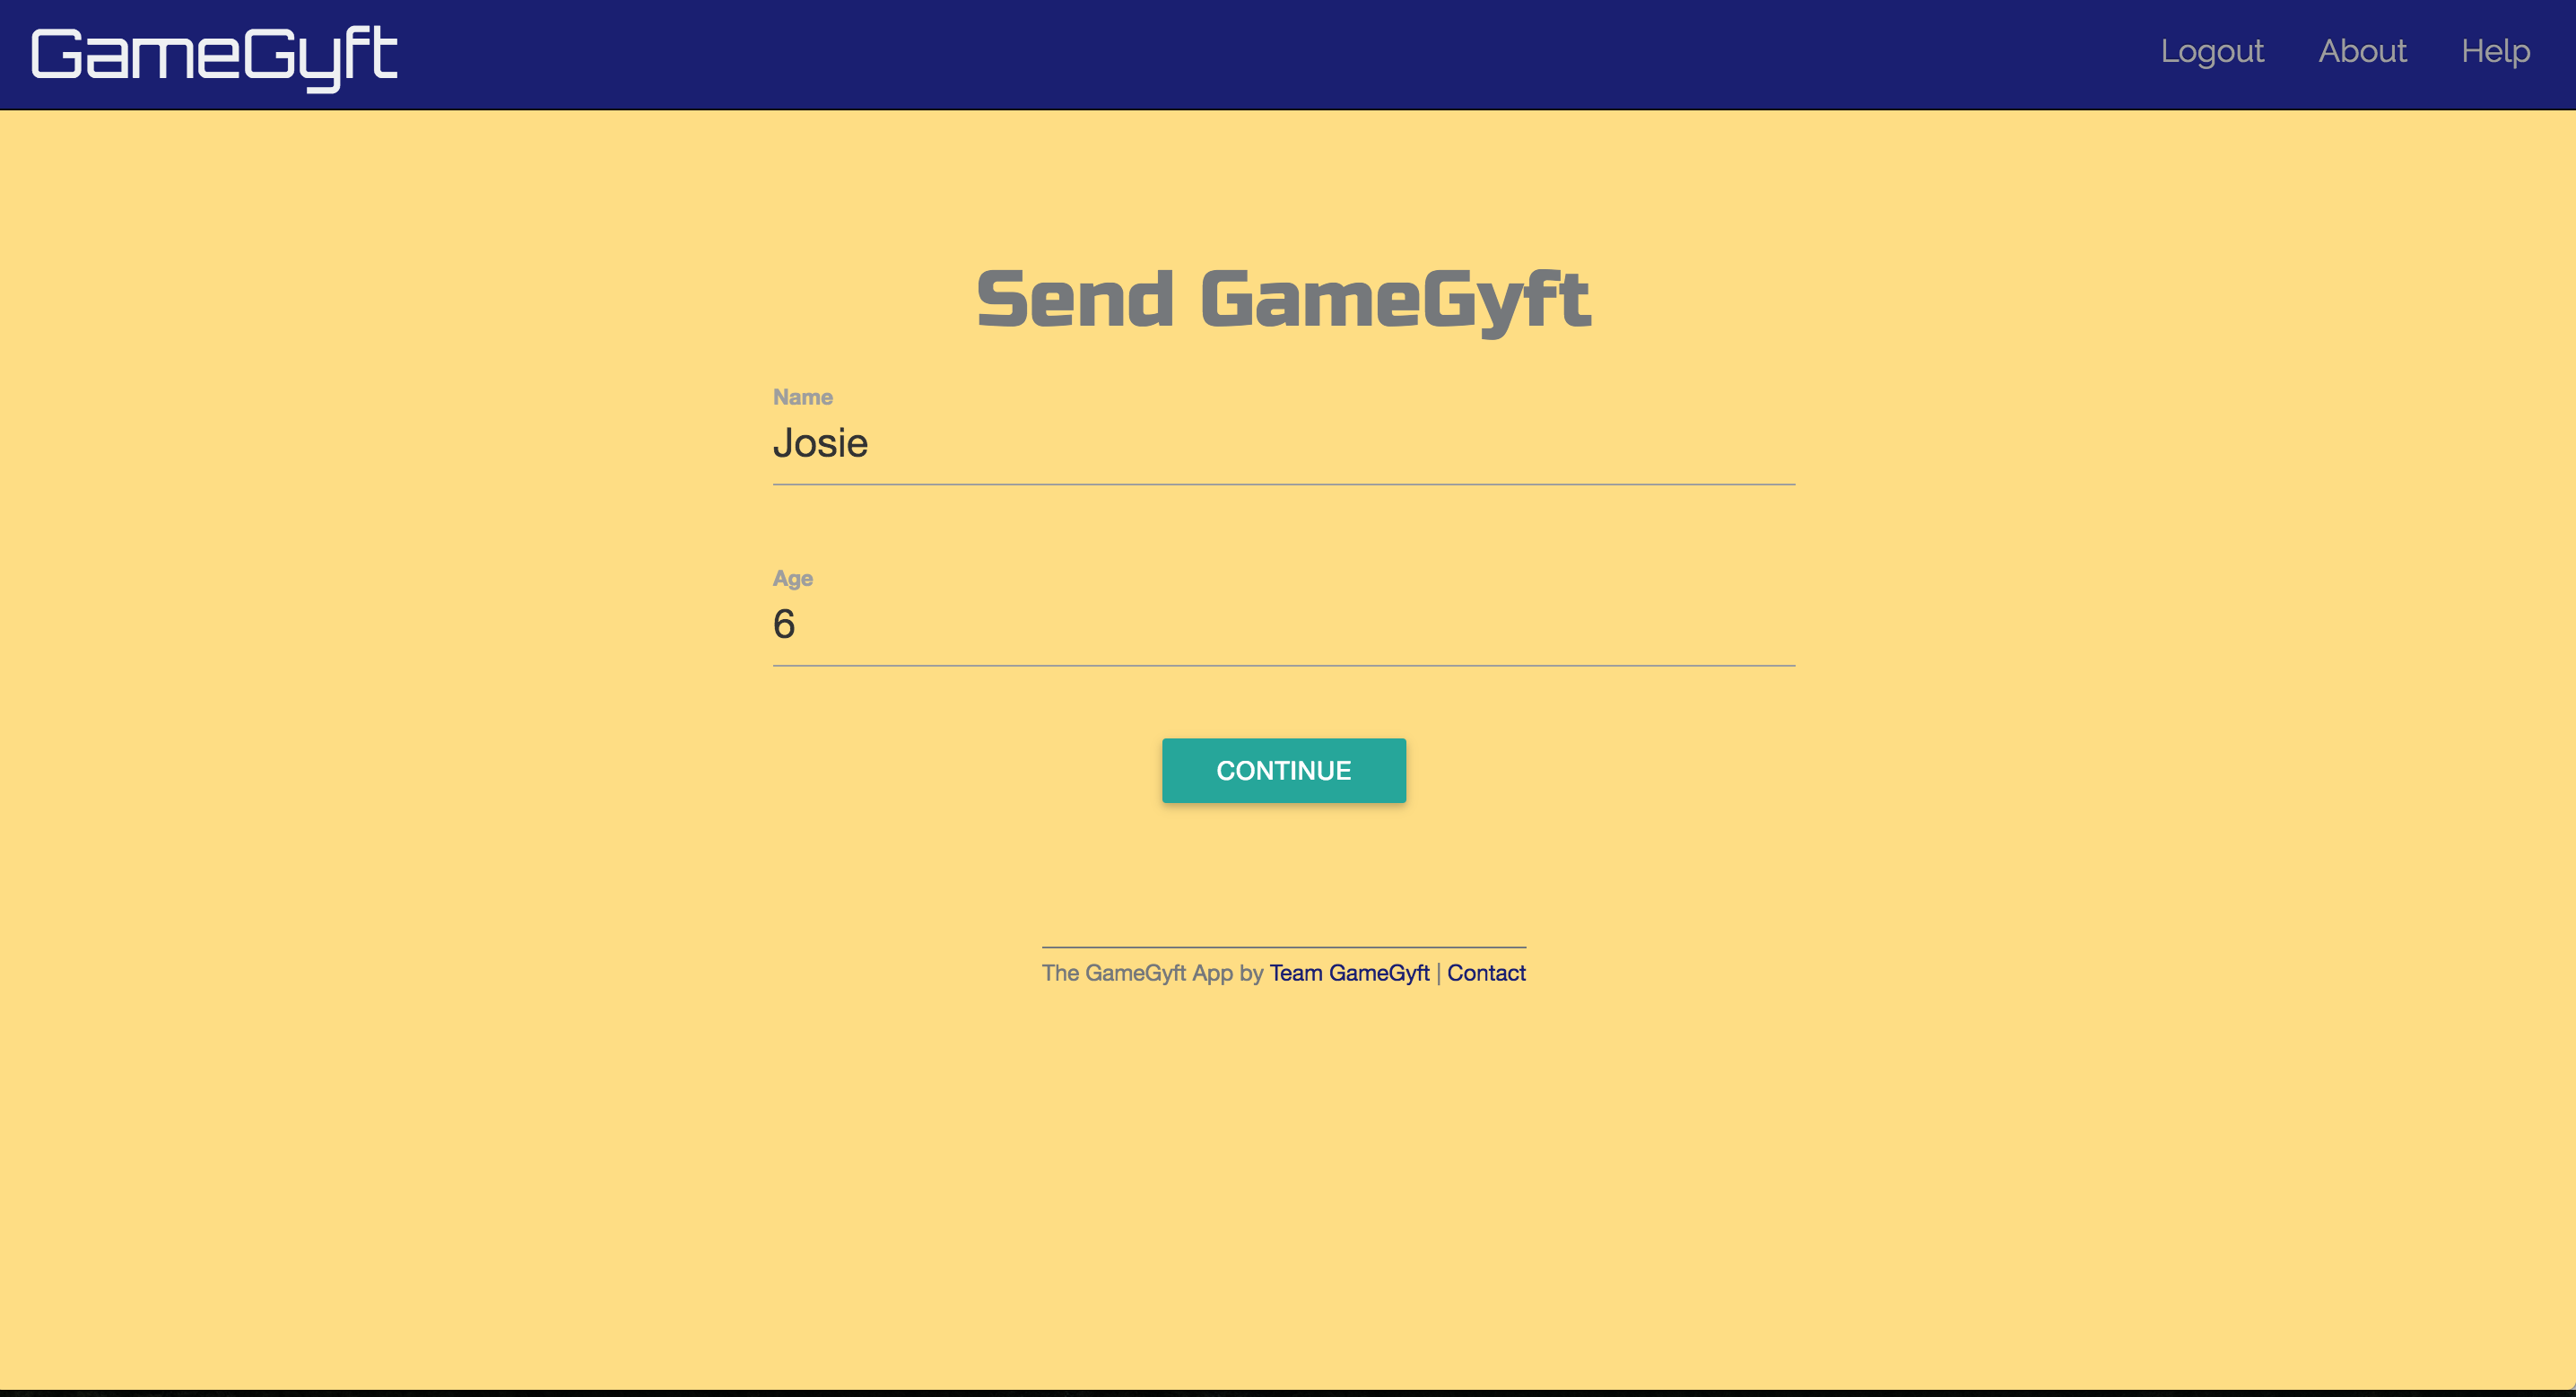 GameGyft
Logout About Help
Send GameGyft
Name
Josie
Age
6
CONTINUE
The GameGyft App by Team GameGyft | Contact